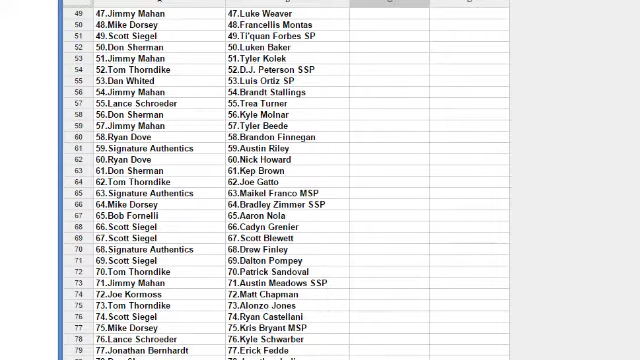 49 47.Jimmy Mahan 47.Luke Weaver
50 48.Mike Dorsey 48.Francellis Montas
51 49.Scott Siegel 49.Ti'quan Forbes SP
52 50.Don Sherman 50.Luken Baker
53 51.Jimmy Mahan 51.Tyler Kolek
54 52.Tom Thorndike 52.D.J. Peterson SSP
55 53.Dan Whited 53.Luis Ortiz SP
56 54.Jimmy Mahan 54.Brandt Stallings
57 55.Lance Schroeder 55.Trea Turner
58 56.Don Sherman 56.Kyle Molnar
59 57.Jimmy Mahan 57.Tyler Beede
60 58.Ryan Dove 58.Brandon Finnegan
61 59.Signature Authentics 59.Austin Riley
62 60.Ryan Dove 60.Nick Howard
63 61.Don Sherman 61.Kep Brown
64 62.Tom Thorndike 62.Joe Gatto
65 63.Signature Authentics 63.Maikel Franco MSP
66 64.Mike Dorsey 64.Bradley Zimmer SSP
67 65.Bob Fornelli 65.Aaron Nola
68 66.Scott Siegel 66.Cadyn Grenier
69 67.Scott Siegel 67.Scott Blewett
70 68.Signature Authentics 68.Drew Finley
71 69.Scott Siegel 69.Dalton Pompey
72 70.Tom Thorndike 70.Patrick Sandoval
73 71.Jimmy Mahan 71.Austin Meadows SSP
74 72.Joe Kormoss 72.Matt Chapman
75 73.Tom Thorndike 73.Alonzo Jones
76 74.Scott Siegel 74.Ryan Castellani
77 75.Mike Dorsey 75.Kris Bryant MSP
78 76.Lance Schroeder 76.Kyle Schwarber
79 77.Jonathan Bernhardt 77.Erick Fedde